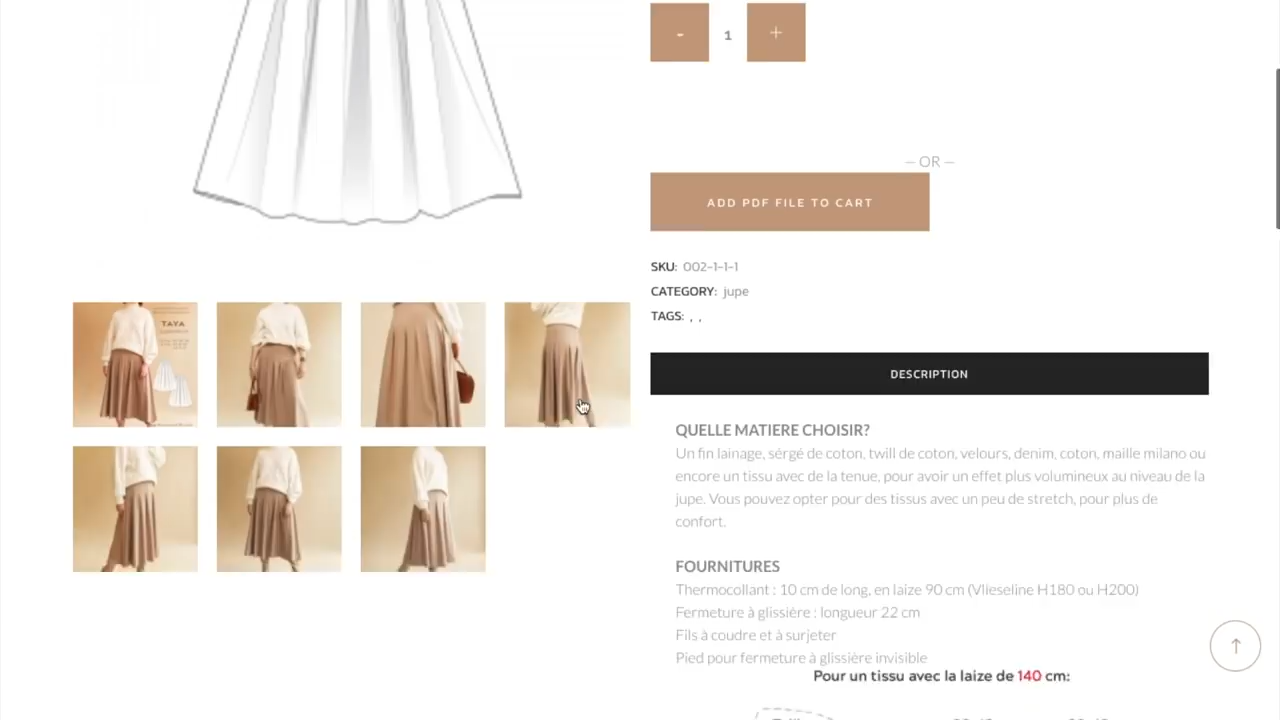 -
1
+
— OR —
ADD PDF FILE TO CART
SKU: 002-1-1-1
CATEGORY: jupe
TAGS: , ,
TAYA
DESCRIPTION
QUELLE MATIERE CHOISIR?
Un fin lainage, sérgé de coton, twill de coton, velours, denim, coton, maille milano ou
encore un tissu avec de la tenue, pour avoir un effet plus volumineux au niveau de la
jupe. Vous pouvez opter pour des tissus avec un peu de stretch, pour plus de
confort.
FOURNITURES
Thermocollant : 10 cm de long, en laize 90 cm (Vlieseline H180 ou H200)
Fermeture à glissière : longueur 22 cm
Fils à coudre et à surjeter
Pied pour fermeture à glissière invisible
Pour un tissu avec la laize de 140 cm: